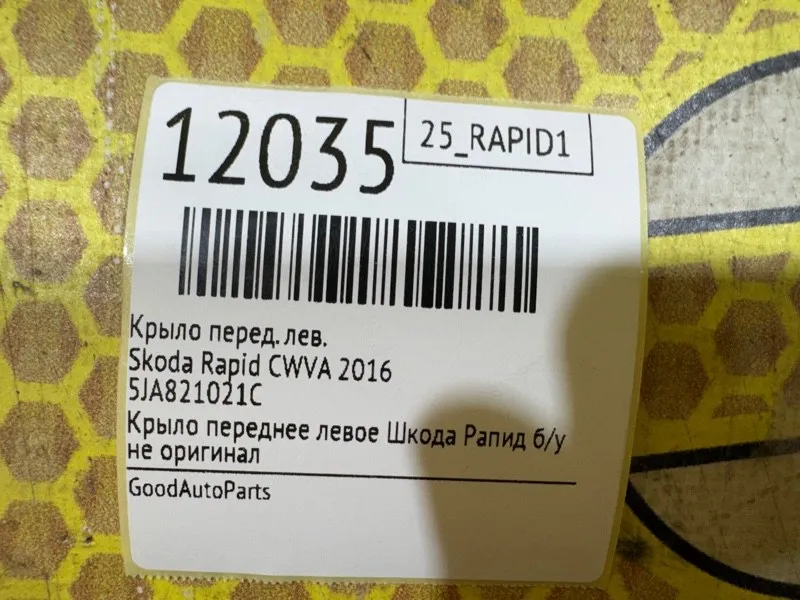 12035
25_RAPID1
Крыло перед. лев.
Skoda Rapid CWVA 2016
5JA821021C
Крыло переднее левое Шкода Рапид б/у
не оригинал
GoodAutoParts